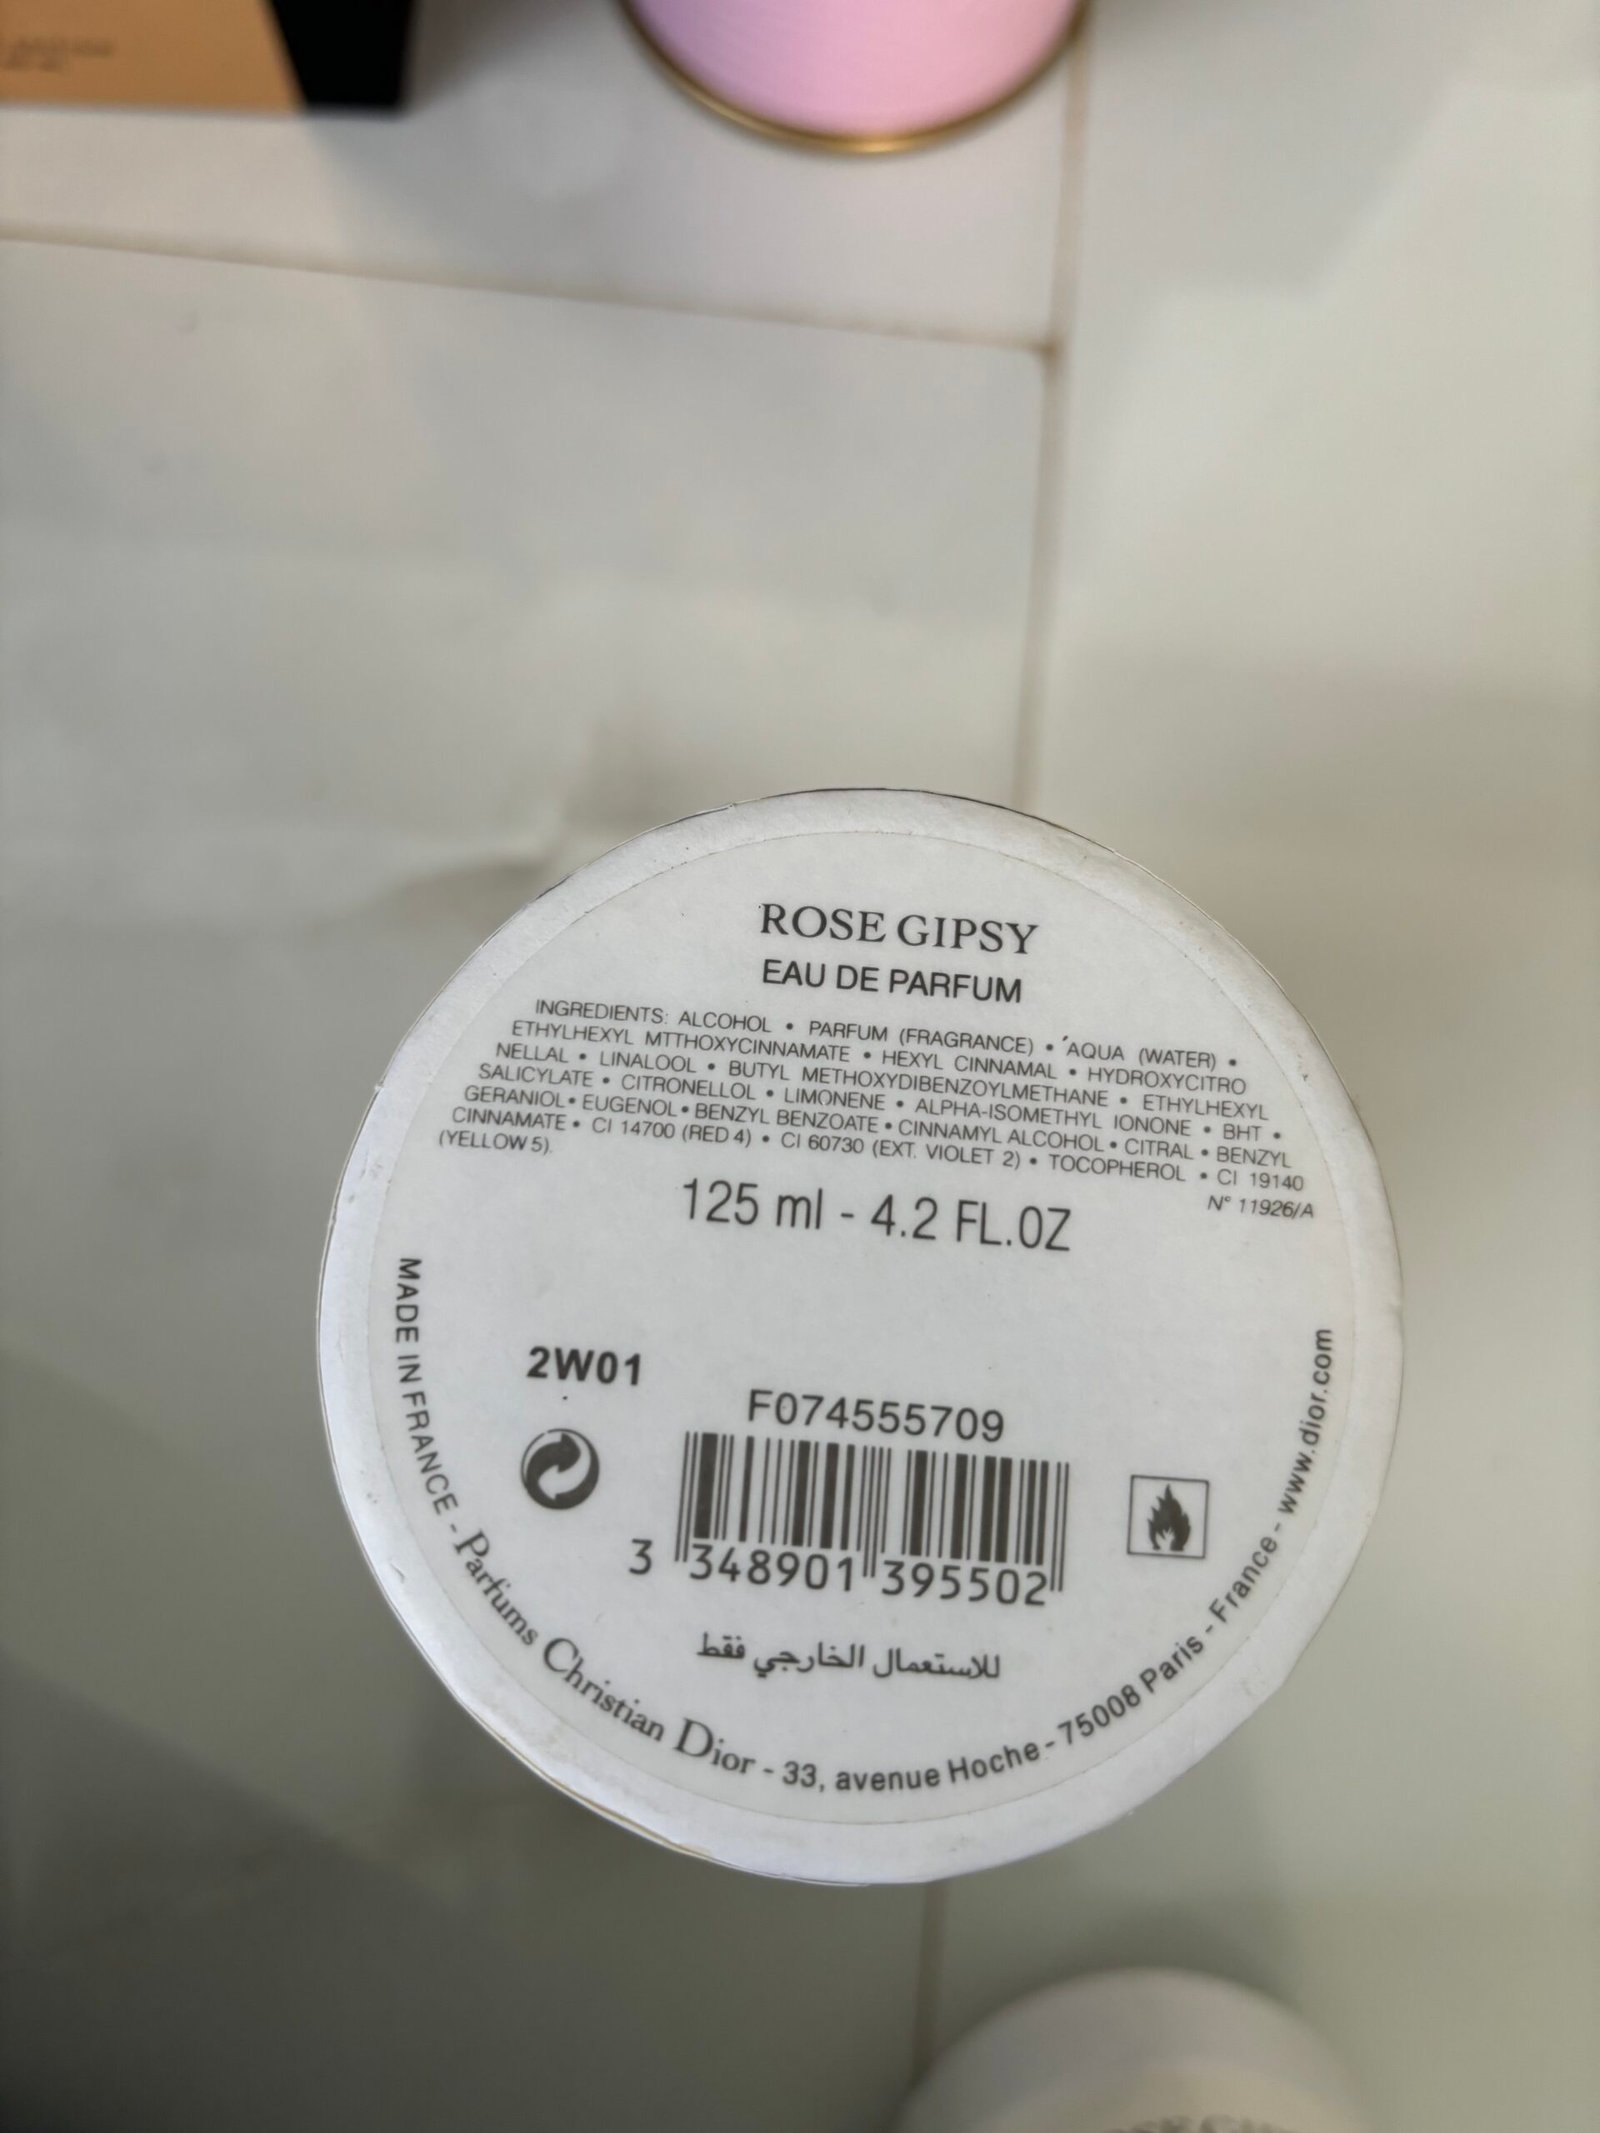 ROSE GIPSY
EAU DE PARFUM
INGREDIENTS: ALCOHOL • PARFUM (FRAGRANCE) • ´AQUA (WATER) •
ETHYLHEXYL MTTHOXYCINNAMATE • HEXYL CINNAMAL • HYDROXYCITRO
NELLAL • LINALOOL • BUTYL METHOXYDIBENZOYLMETHANE • ETHYLHEXYL
SALICYLATE • CITRONELLOL • LIMONENE • ALPHA-ISOMETHYL IONONE • BHT •
GERANIOL • EUGENOL • BENZYL BENZOATE • CINNAMYL ALCOHOL • CITRAL • BENZYL
CINNAMATE • CI 14700 (RED 4) • CI 60730 (EXT. VIOLET 2) • TOCOPHEROL • CI 19140
(YELLOW 5).
N° 11926/A
125 ml - 4.2 FL.OZ
2W01
F074555709
3 348901 395502
للاستعمال الخارجي فقط
MADE IN FRANCE - Parfums Christian Dior - 33, avenue Hoche - 75008 Paris - France - www.dior.com